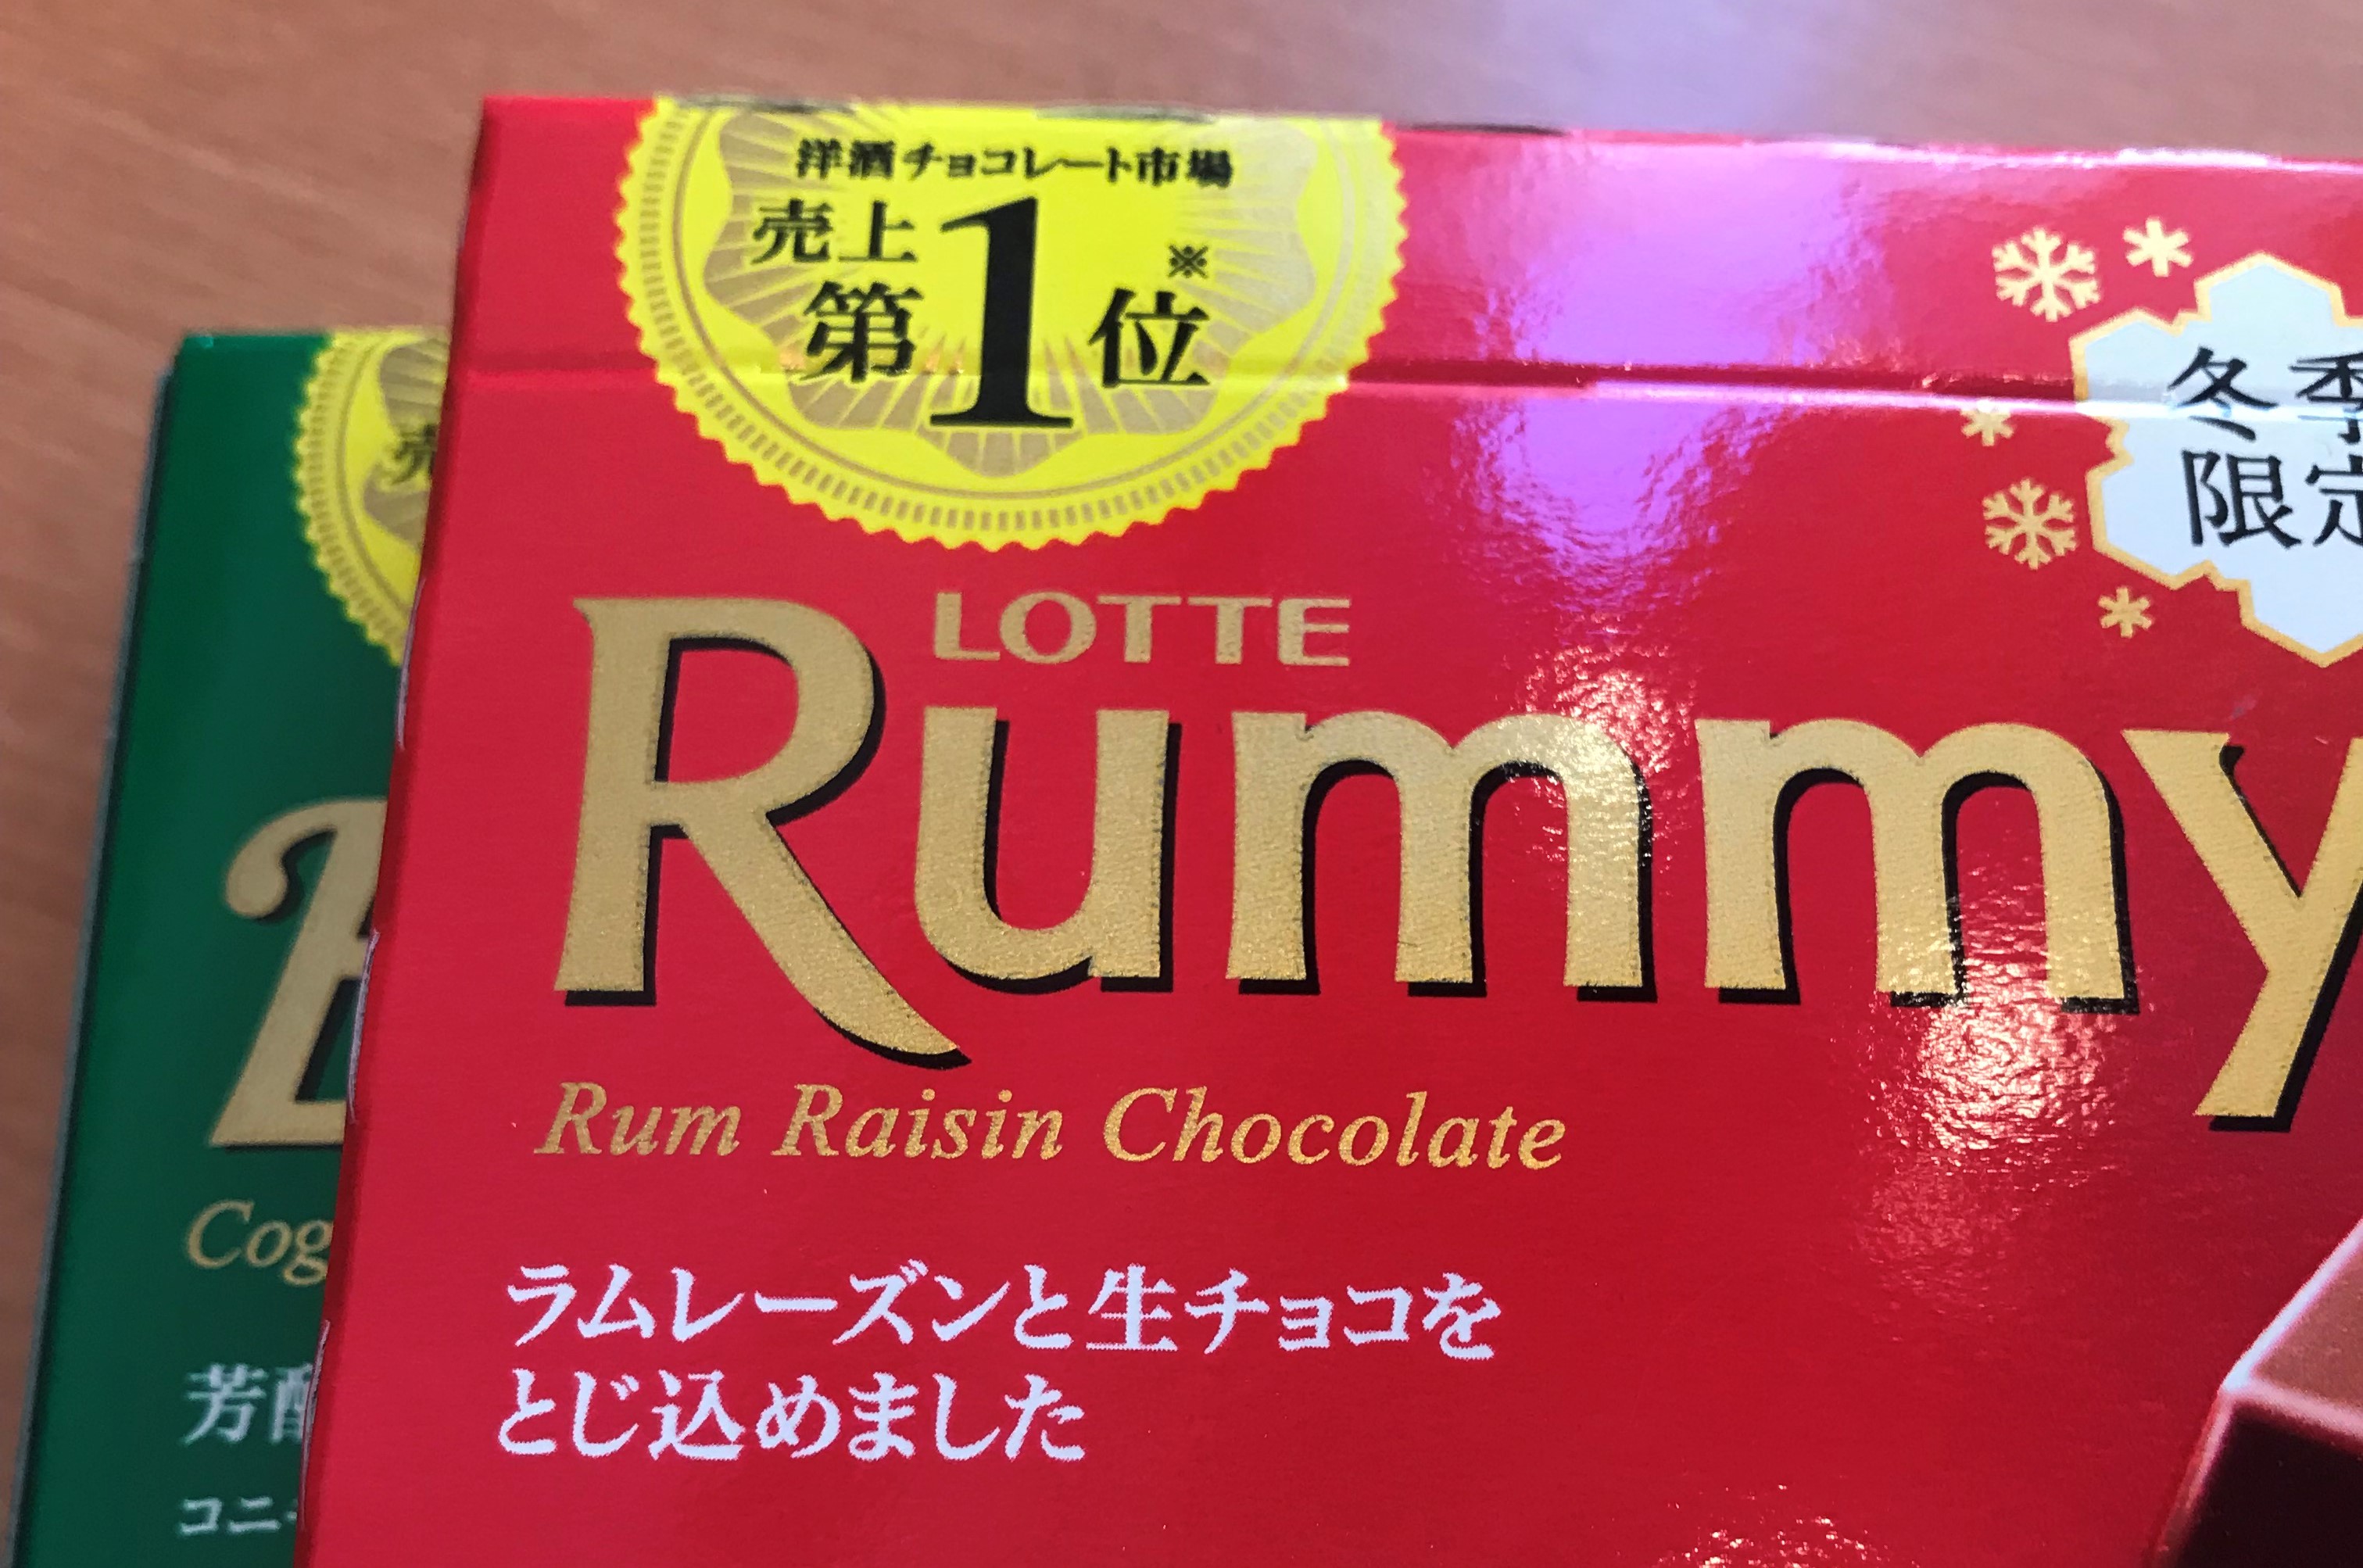 洋酒チョコレート市場
売上
第1位※
冬季
限定
LOTTE
Rummy
Rum Raisin Chocolate
ラムレーズンと生チョコを
とじ込めました